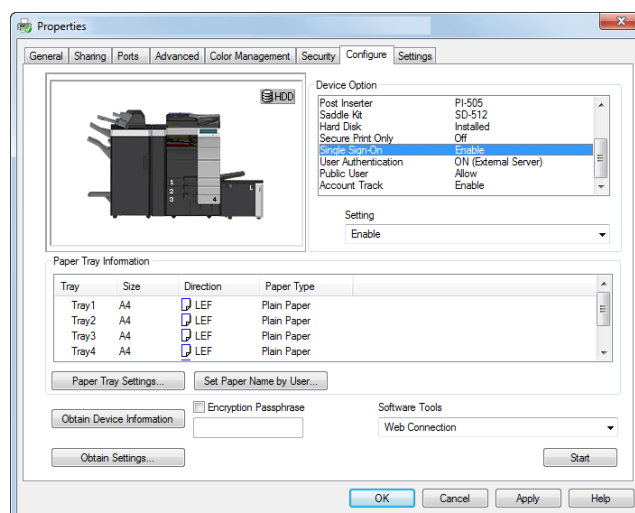 Properties
General Sharing Ports Advanced Color Management Security Configure Settings
HDD
1
2
3
3
4
L
Device Option
Post Inserter PI-505
Saddle Kit SD-512
Hard Disk Installed
Secure Print Only Off
Single Sign-On Enable
User Authentication ON (External Server)
Public User Allow
Account Track Enable
Setting
Enable
Paper Tray Information
Tray Size Direction Paper Type
Tray1 A4 LEF Plain Paper
Tray2 A4 LEF Plain Paper
Tray3 A4 LEF Plain Paper
Tray4 A4 LEF Plain Paper
Paper Tray Settings... Set Paper Name by User...
Obtain Device Information
Encryption Passphrase
Software Tools
Web Connection
Obtain Settings...
Start
OK Cancel Apply Help